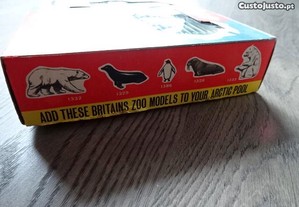 CustoJusto.pt
ADD THESE BRITAINS ZOO MODELS TO YOUR ARCTIC POOL